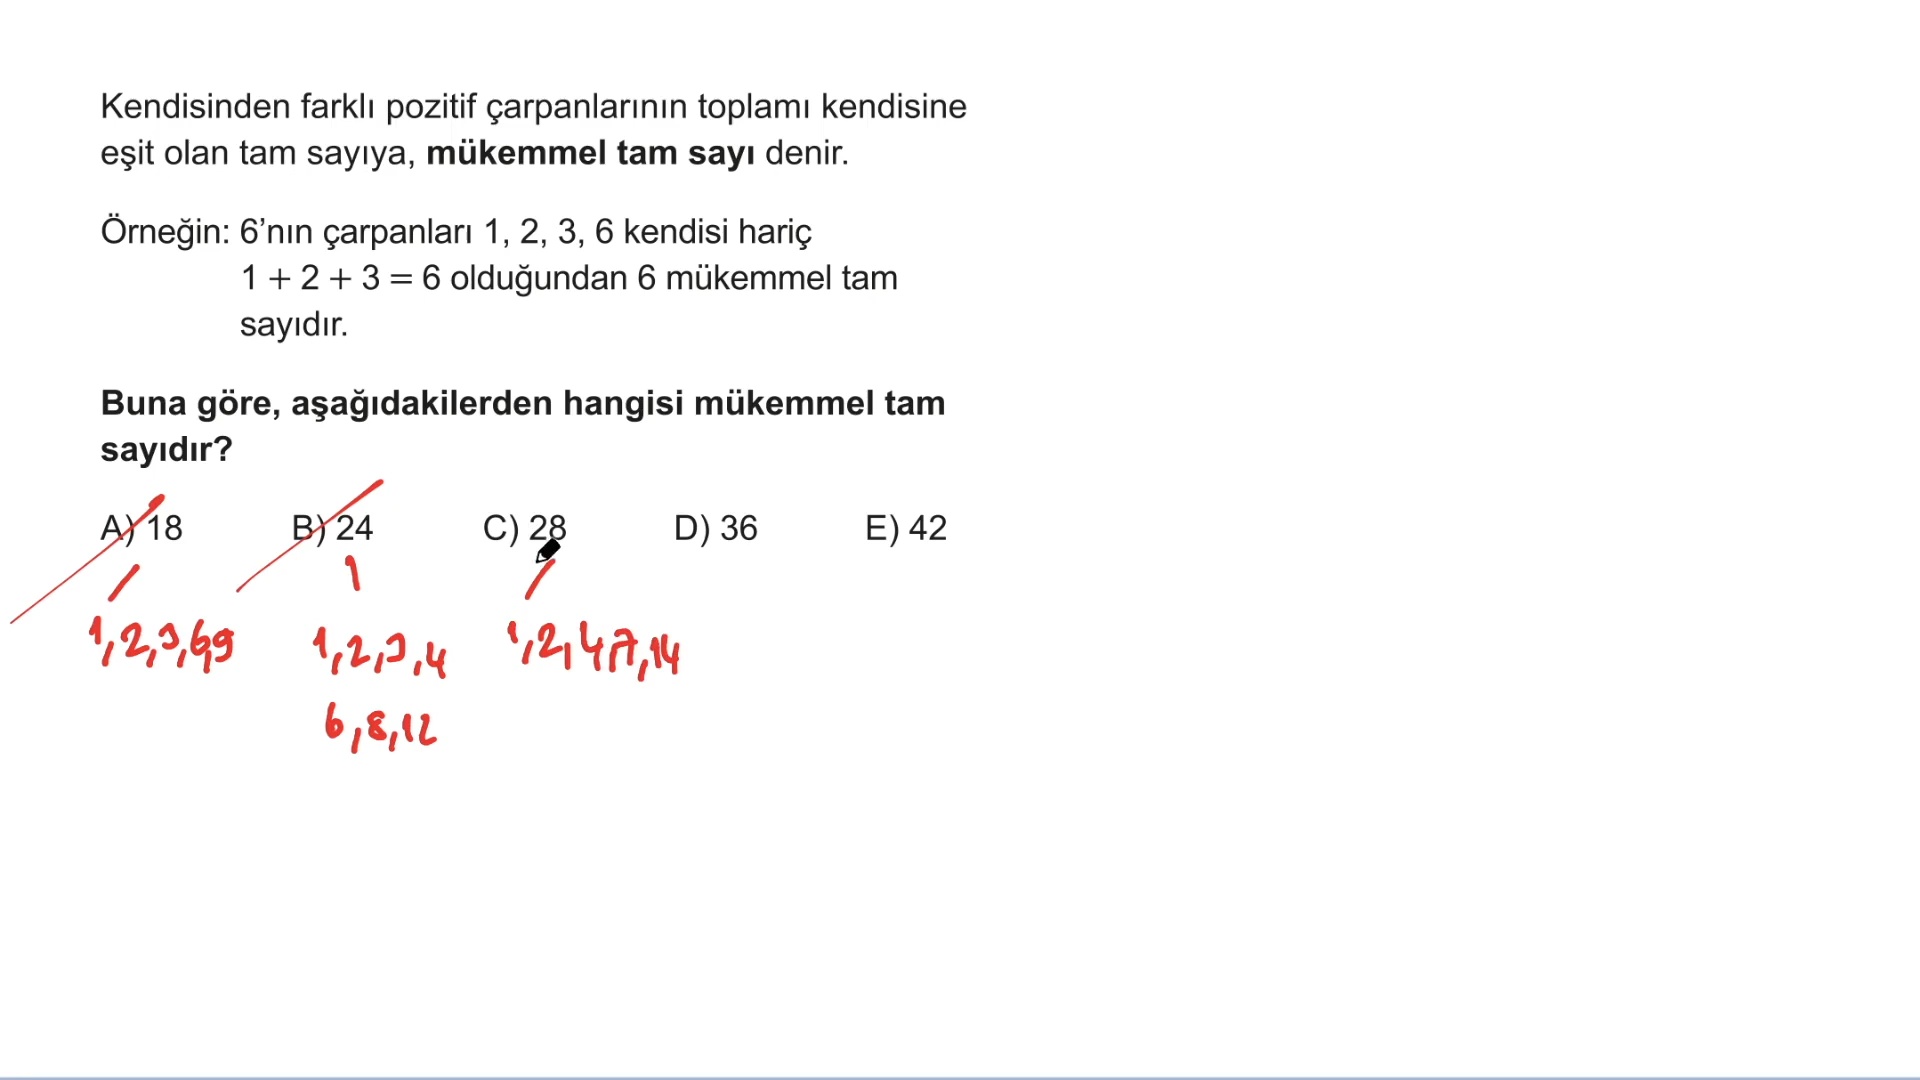 Kendisinden farklı pozitif çarpanlarının toplamı kendisine
eşit olan tam sayıya, mükemmel tam sayı denir.
Örneğin: 6’nın çarpanları 1, 2, 3, 6 kendisi hariç
1 + 2 + 3 = 6 olduğundan 6 mükemmel tam
sayıdır.
Buna göre, aşağıdakilerden hangisi mükemmel tam
sayıdır?
A) 18 B) 24 C) 28 D) 36 E) 42
1,2,3,6,9 1,2,3,4 1,2,4,7,14
6,8,12